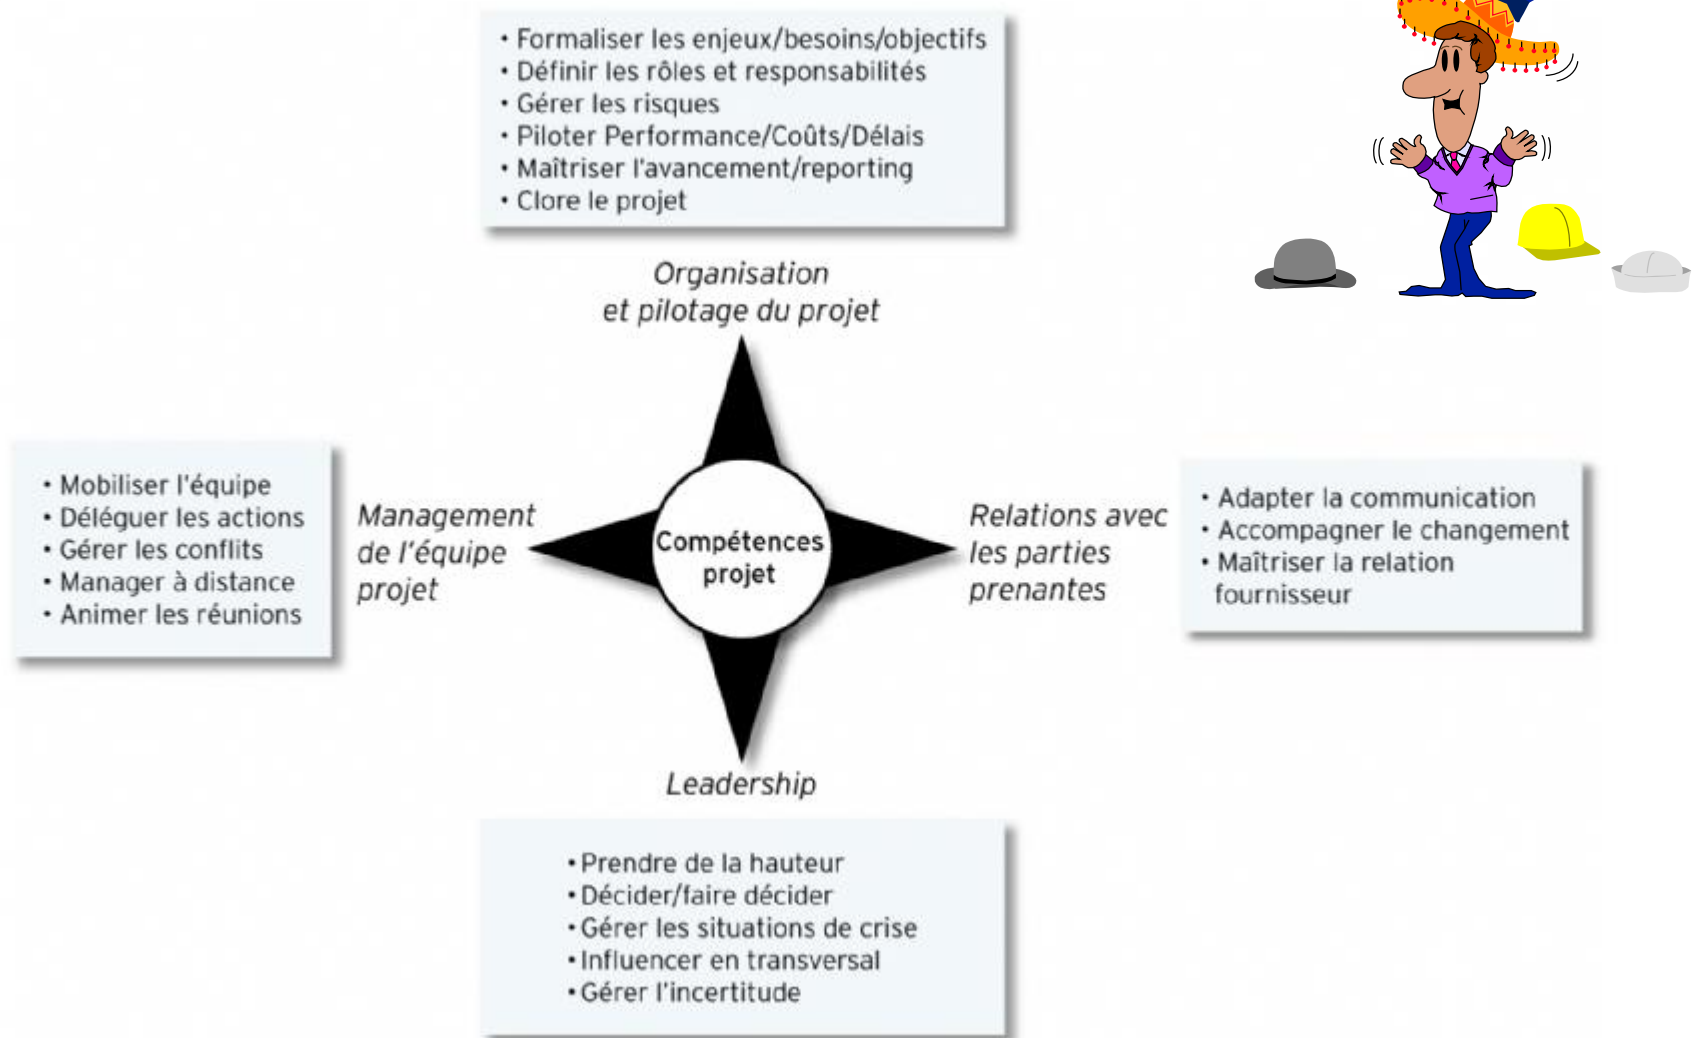 • Formaliser les enjeux/besoins/objectifs
• Définir les rôles et responsabilités
• Gérer les risques
• Piloter Performance/Coûts/Délais
• Maîtriser l'avancement/reporting
• Clore le projet
Organisation
et pilotage du projet
• Mobiliser l'équipe
• Déléguer les actions
• Gérer les conflits
• Manager à distance
• Animer les réunions
Management
de l'équipe
projet
Compétences
projet
Relations avec
les parties
prenantes
• Adapter la communication
• Accompagner le changement
• Maîtriser la relation
fournisseur
Leadership
• Prendre de la hauteur
• Décider/faire décider
• Gérer les situations de crise
• Influencer en transversal
• Gérer l'incertitude